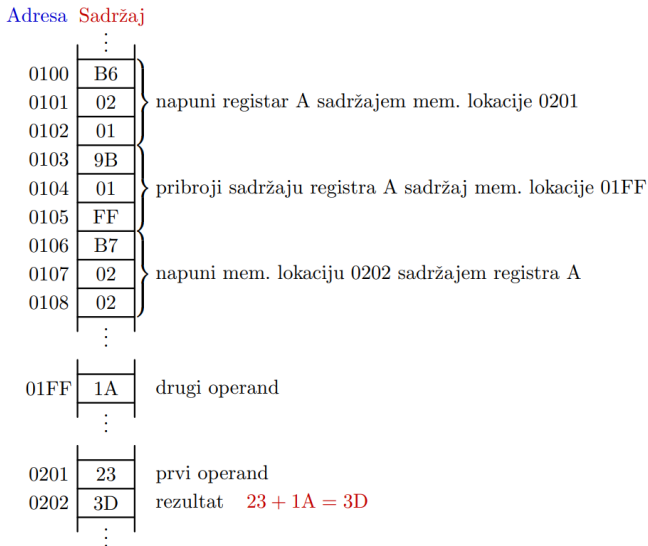 Adresa Sadržaj
0100 B6
0101 02 napuni registar A sadržajem mem. lokacije 0201
0102 01
0103 9B
0104 01 pribroji sadržaju registra A sadržaj mem. lokacije 01FF
0105 FF
0106 B7
0107 02 napuni mem. lokaciju 0202 sadržajem registra A
0108 02
01FF 1A drugi operand
0201 23 prvi operand
0202 3D rezultat 23 + 1A = 3D